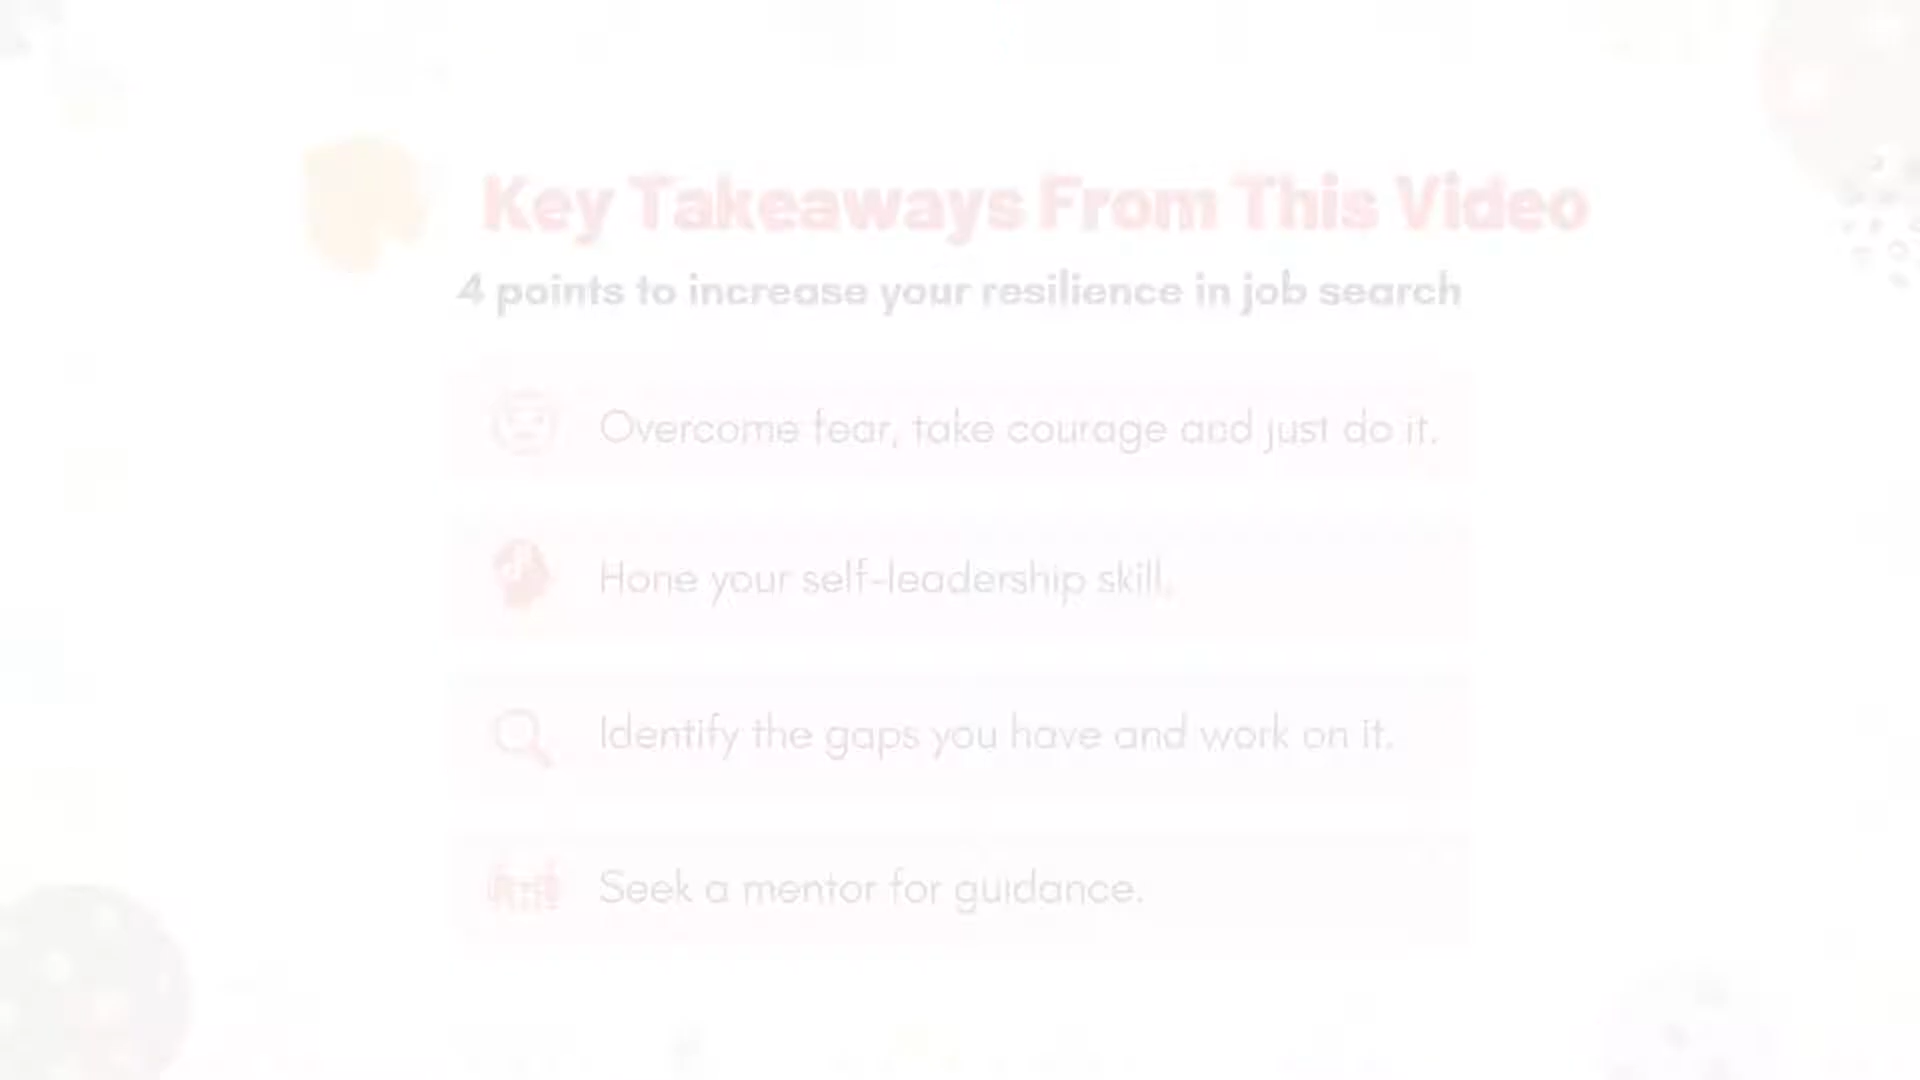 Key Takeaways From This Video
4 points to increase your resilience in job search
Overcome fear, take courage and just do it.
Hone your self-leadership skill.
Identify the gaps you have and work on it.
Seek a mentor for guidance.